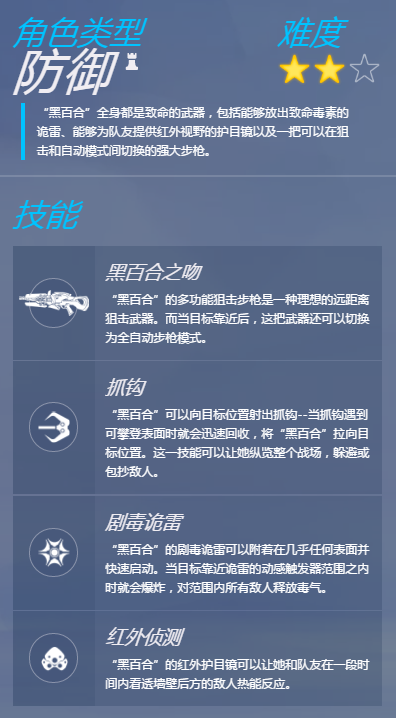 角色类型 难度
防御
“黑百合”全身都是致命的武器，包括能够放出致命毒素的
诡雷、能够为队友提供红外视野的护目镜以及一把可以在狙
击和自动模式间切换的强大步枪。
技能
黑百合之吻
“黑百合”的多功能狙击步枪是一种理想的远距离
狙击武器。而当目标靠近后，这把武器还可以切换
为全自动步枪模式。
抓钩
“黑百合”可以向目标位置射出抓钩--当抓钩遇到
可攀登表面时就会迅速回收，将“黑百合”拉向目
标位置。这一技能可以让她纵览整个战场，躲避或
包抄敌人。
剧毒诡雷
“黑百合”的剧毒诡雷可以附着在几乎任何表面并
快速启动。当目标靠近诡雷的动感触发器范围之内
时就会爆炸，对范围内所有敌人释放毒气。
红外侦测
“黑百合”的红外护目镜可以让她和队友在一段时
间内看透墙壁后方的敌人热能反应。